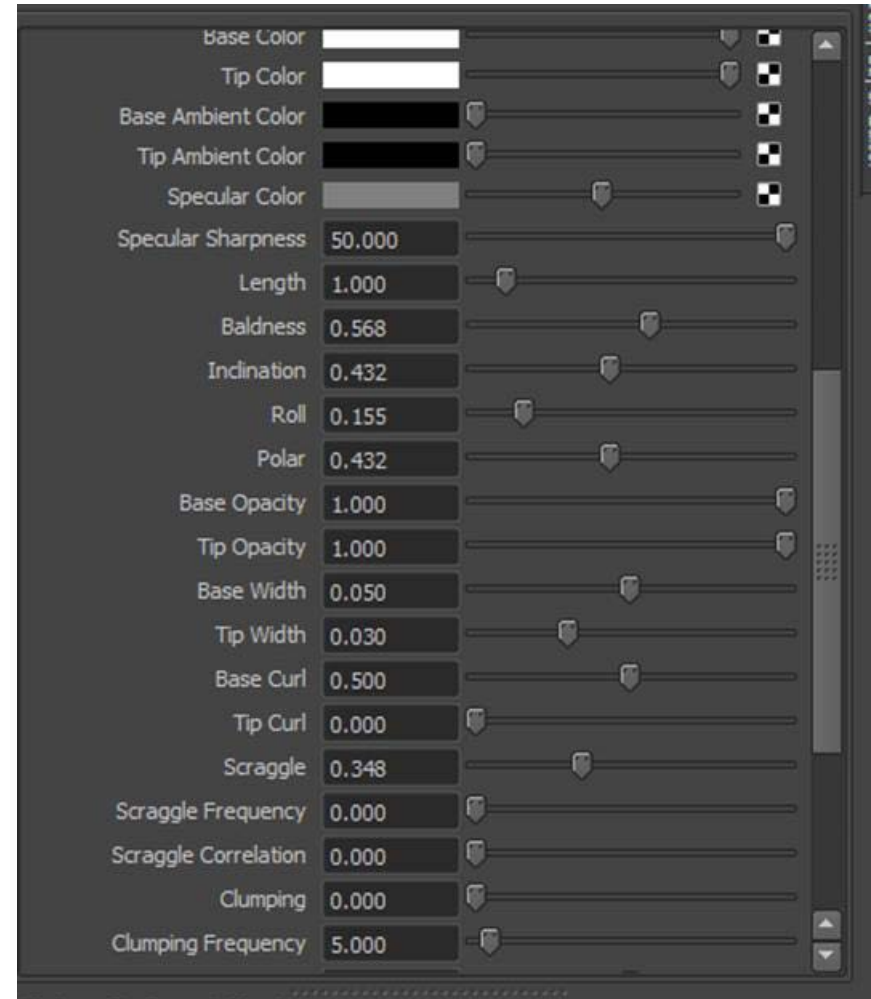 Base Color
Tip Color
Base Ambient Color
Tip Ambient Color
Specular Color
Specular Sharpness 50.000
Length 1.000
Baldness 0.568
Inclination 0.432
Roll 0.155
Polar 0.432
Base Opacity 1.000
Tip Opacity 1.000
Base Width 0.050
Tip Width 0.030
Base Curl 0.500
Tip Curl 0.000
Scraggle 0.348
Scraggle Frequency 0.000
Scraggle Correlation 0.000
Clumping 0.000
Clumping Frequency 5.000